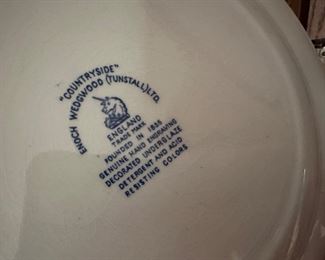 "COUNTRYSIDE"
ENOCH WEDGWOOD (TUNSTALL) LTD.
ENGLAND
TRADE MARK
FOUNDED IN 1835
GENUINE HAND ENGRAVING
DECORATED UNDERGLAZE
DETERGENT AND ACID
RESISTING COLORS